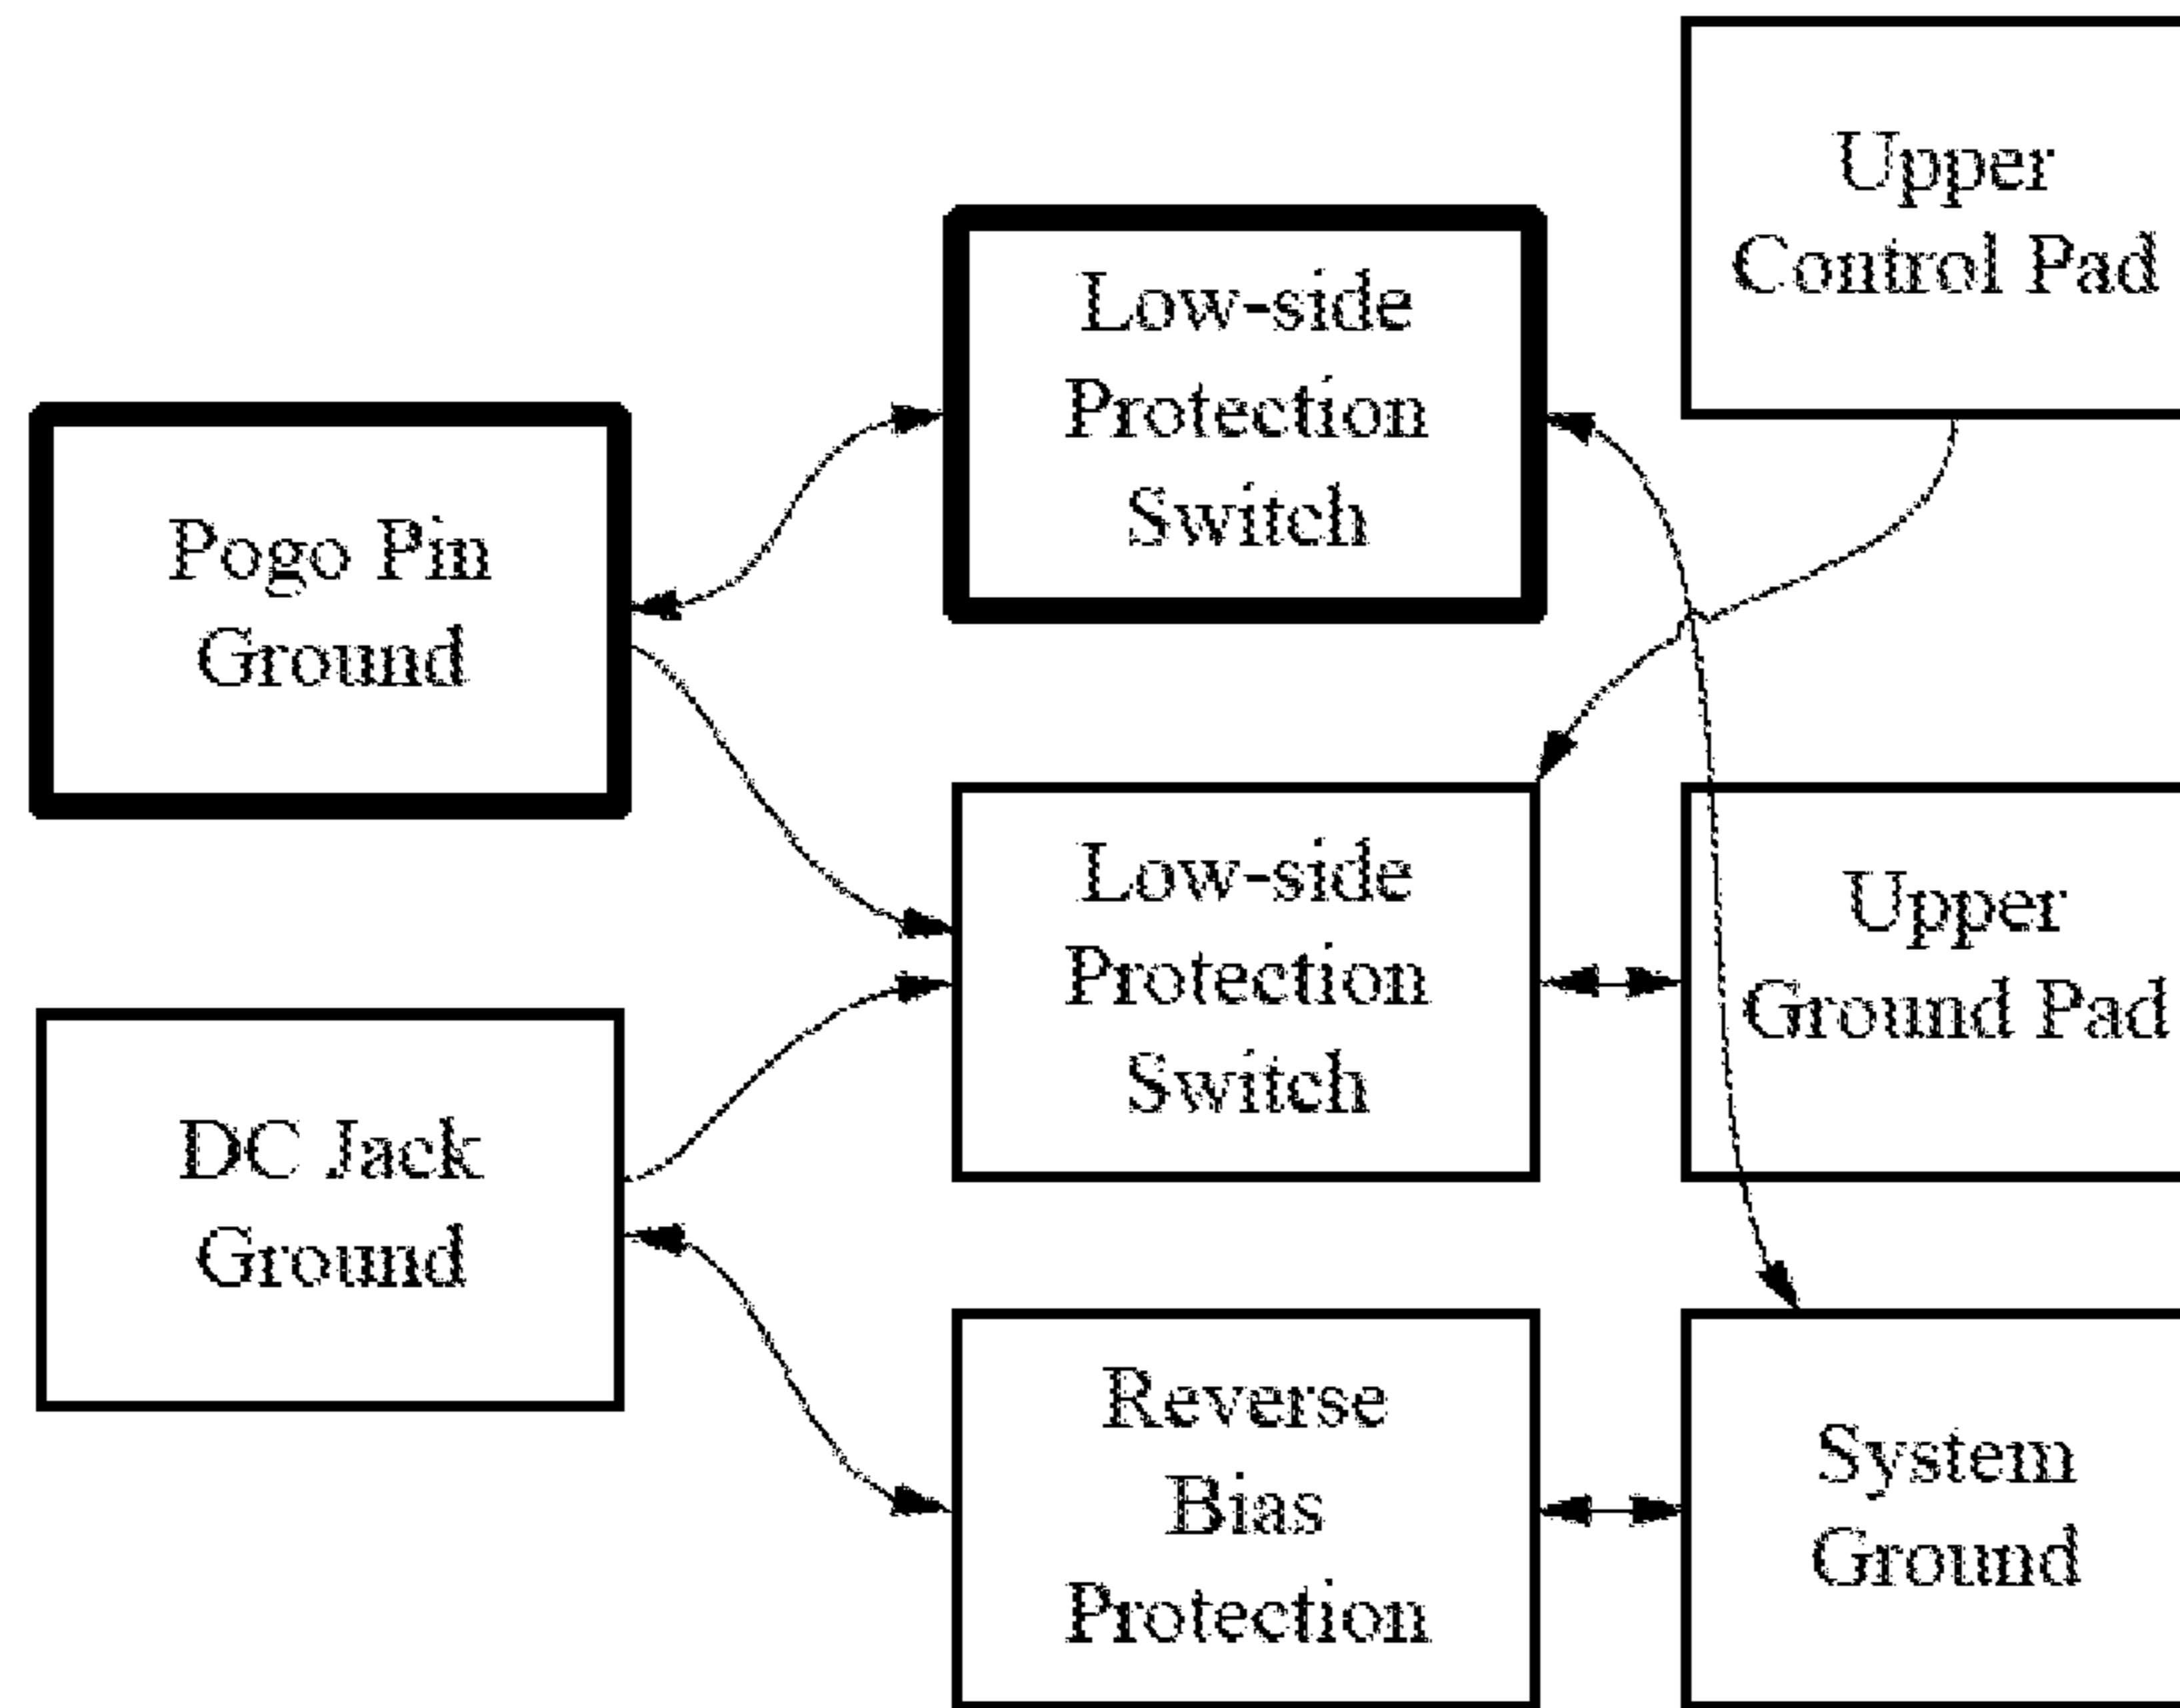 Upper
Control Pad
Low-side
Protection
Switch
Pogo Pin
Ground
Low-side
Protection
Switch
Upper
Ground Pad
DC Jack
Ground
Reverse
Bias
Protection
System
Ground